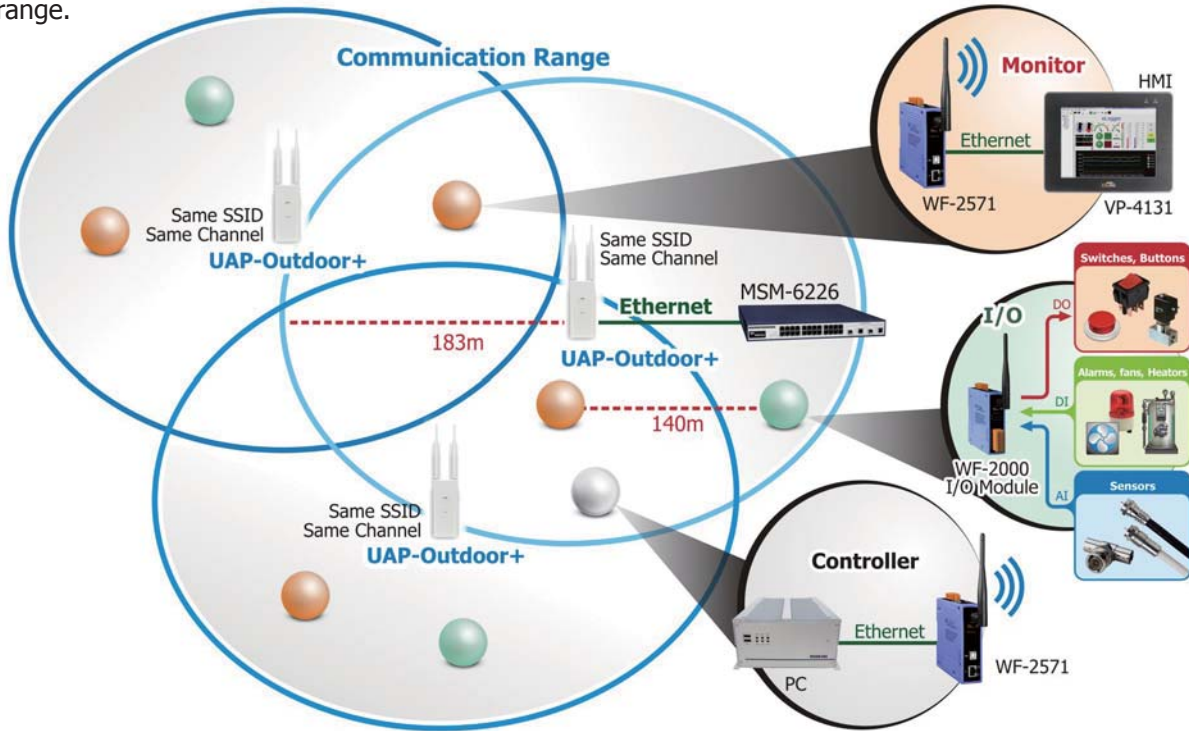 range.
Communication Range
Same SSID
Same Channel
UAP-Outdoor+
Same SSID
Same Channel
Ethernet
MSM-6226
183m
UAP-Outdoor+
140m
Same SSID
Same Channel
UAP-Outdoor+
Monitor
HMI
Ethernet
WF-2571
VP-4131
I/O
DO
Switches, Buttons
DI
Alarms, fans, Heators
WF-2000
I/O Module
AI
Sensors
Controller
Ethernet
PC
WF-2571